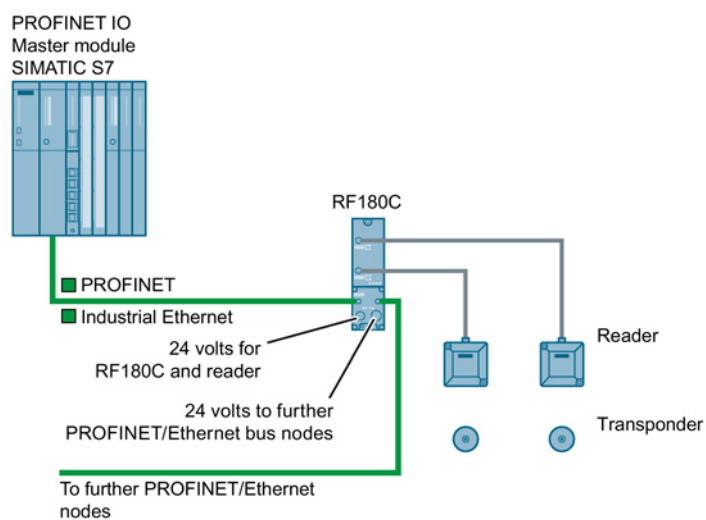 PROFINET IO
Master module
SIMATIC S7
RF180C
PROFINET
Industrial Ethernet
24 volts for
RF180C and reader
24 volts to further
PROFINET/Ethernet bus nodes
Reader
Transponder
To further PROFINET/Ethernet
nodes